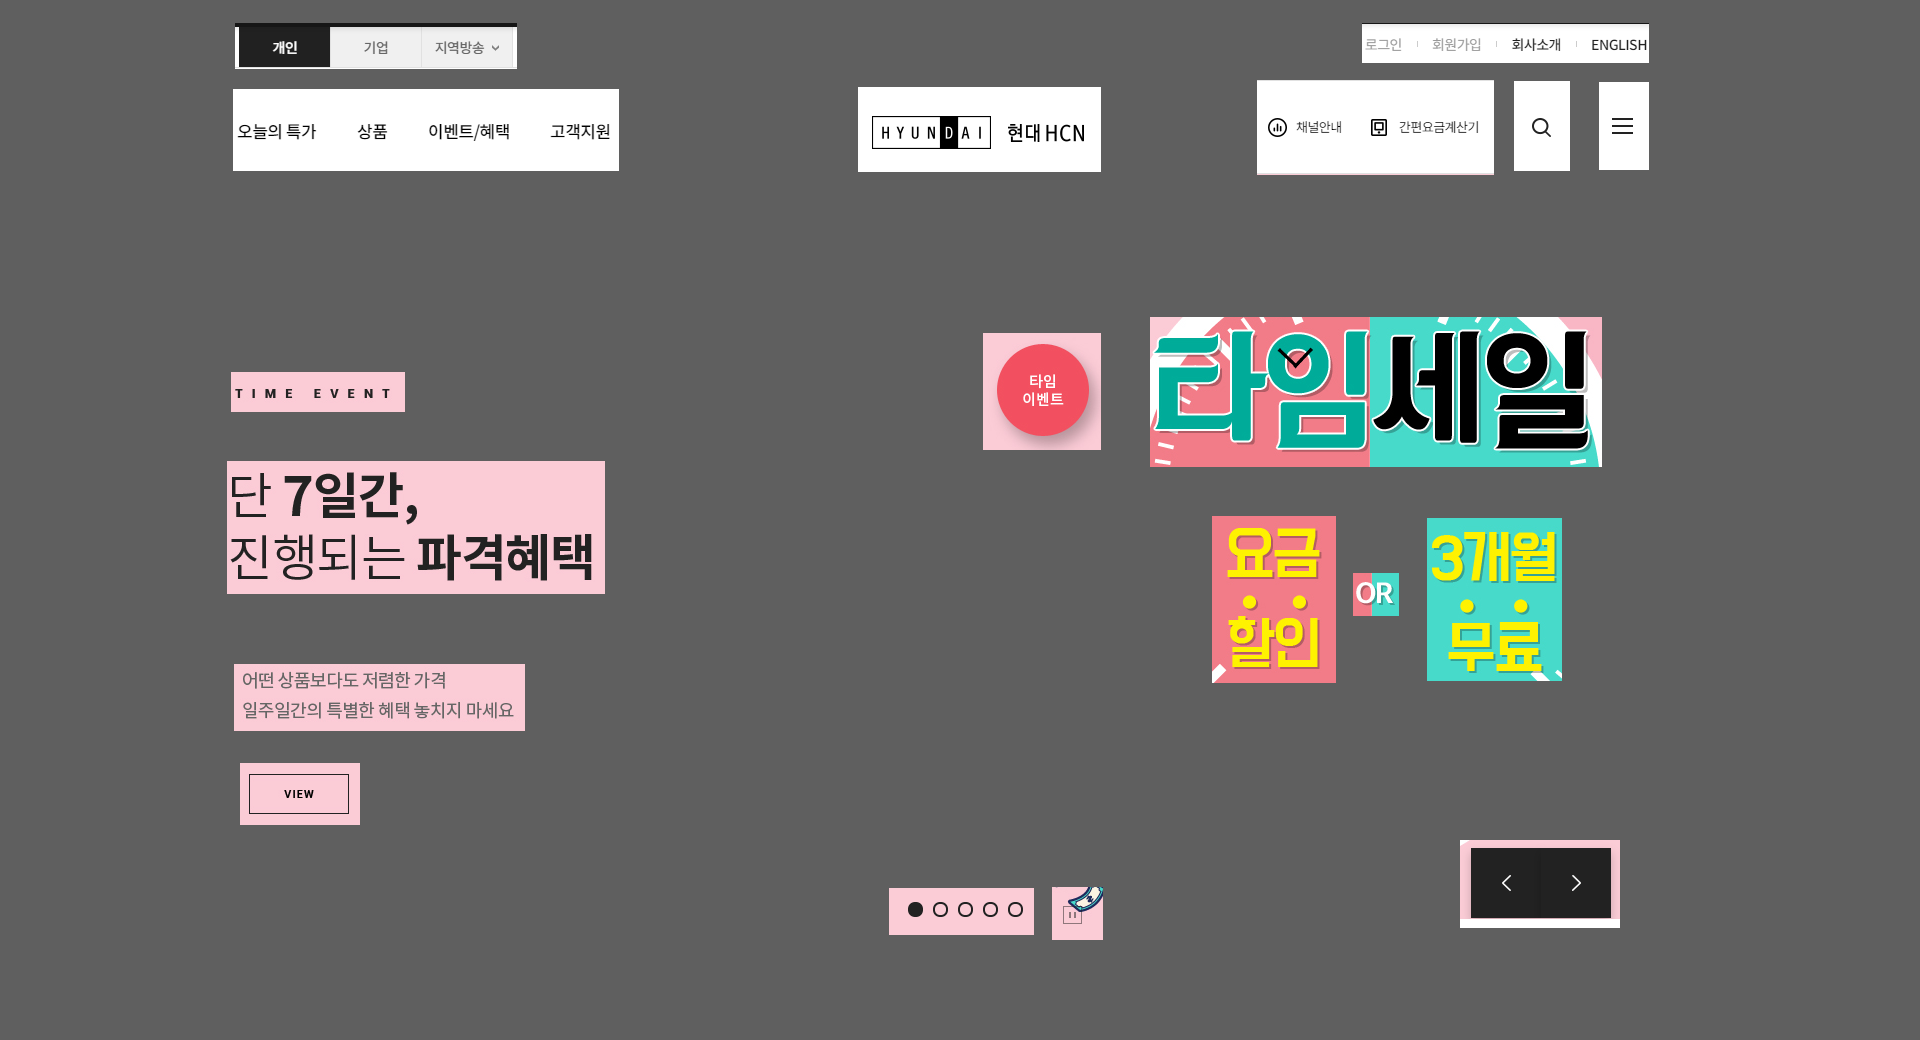 개인 기업 지역방송
로그인 회원가입 회사소개 ENGLISH
오늘의 특가 상품 이벤트/혜택 고객지원
HYUNDAI 현대 HCN
채널안내 간편요금계산기
TIME EVENT
단 7일간,
진행되는 파격혜택
어떤 상품보다도 저렴한 가격
일주일간의 특별한 혜택 놓치지 마세요
VIEW
타임
이벤트
타임세일
요금
할인
OR
3개월
무료